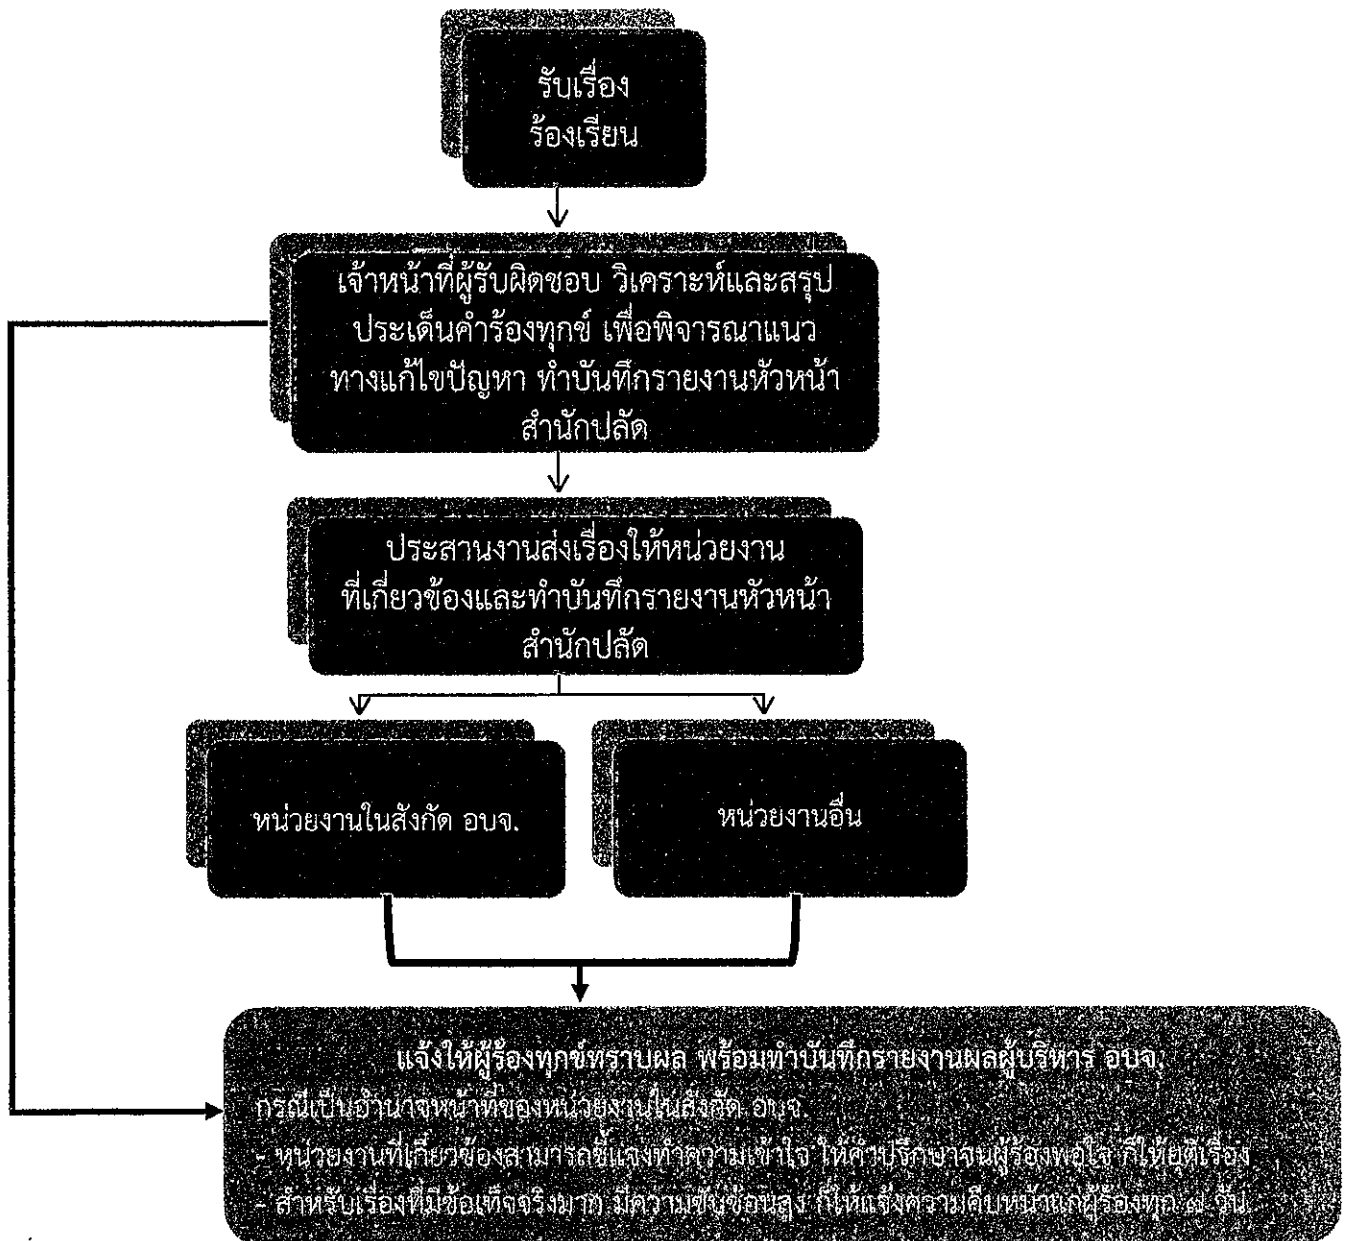 รับเรื่อง
ร้องเรียน
เจ้าหน้าที่ผู้รับผิดชอบ วิเคราะห์และสรุป
ประเด็นคำร้องทุกข์ เพื่อพิจารณาแนว
ทางแก้ไขปัญหา ทำบันทึกรายงานหัวหน้า
สำนักปลัด
ประสานงานส่งเรื่องให้หน่วยงาน
ที่เกี่ยวข้องและทำบันทึกรายงานหัวหน้า
สำนักปลัด
หน่วยงานในสังกัด อบจ.
หน่วยงานอื่น
แจ้งให้ผู้ร้องทุกข์ทราบผล พร้อมทำบันทึกรายงานผลผู้บริหาร อบจ.
กรณีเป็นอำนาจหน้าที่ของหน่วยงานในสังกัด อบจ.
- หน่วยงานที่เกี่ยวข้องสามารถชี้แจงทำความเข้าใจ ให้คำปรึกษาจนผู้ร้องพอใจ ก็ให้ยุติเรื่อง
- สำหรับเรื่องที่มีข้อเท็จจริงมาก มีความซับซ้อนสูง ก็ให้แจ้งความคืบหน้าแก่ผู้ร้องทุก วัน